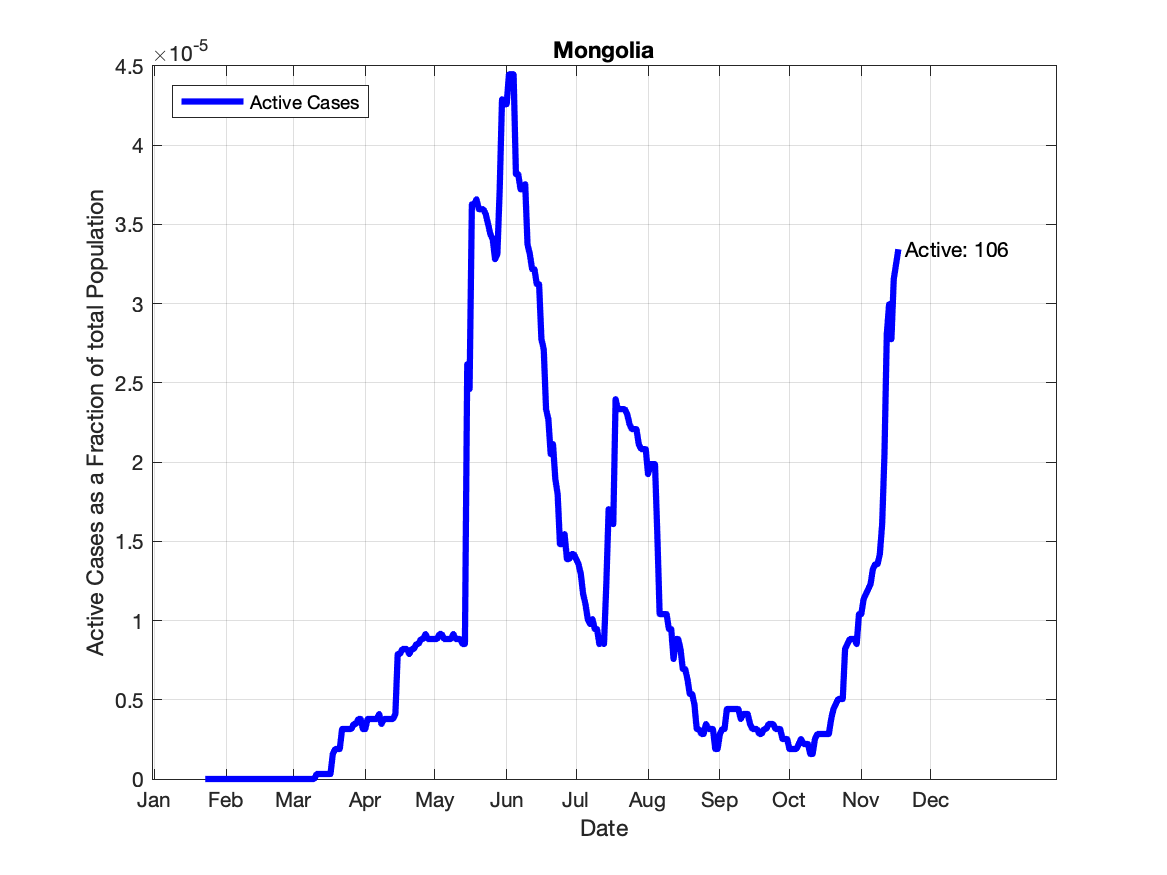 Mongolia
×10-5
4.5
4
3.5
3
2.5
2
1.5
1
0.5
0
Active Cases as a Fraction of total Population
Active Cases
Active: 106
Jan Feb Mar Apr May Jun Jul Aug Sep Oct Nov Dec
Date